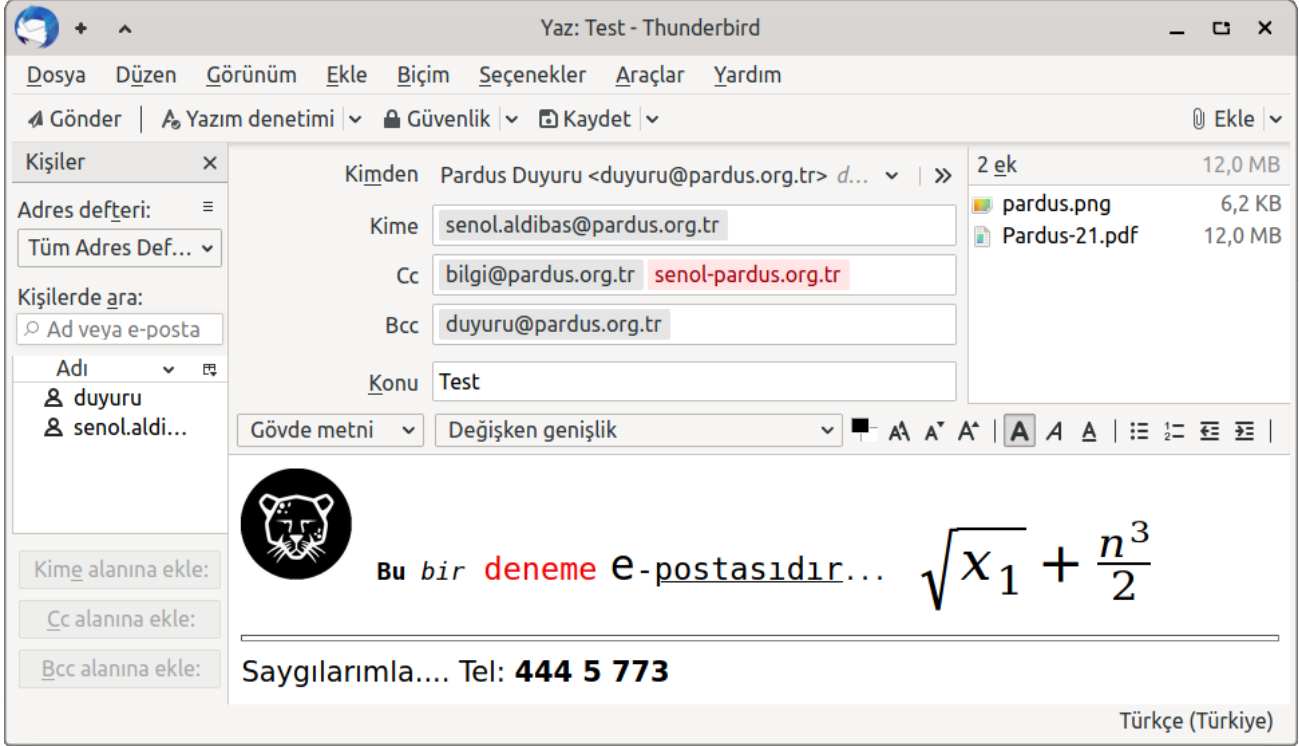 Yaz: Test - Thunderbird
Dosya Düzen Görünüm Ekle Biçim Seçenekler Araçlar Yardım
Gönder Yazım denetimi Güvenlik Kaydet Ekle
Kişiler
Adres defteri:
Tüm Adres Def...
Kişilerde ara:
Ad veya e-posta
Adı
duyuru
senol.aldi...
Kime alanına ekle:
Cc alanına ekle:
Bcc alanına ekle:
Kimden Pardus Duyuru <duyuru@pardus.org.tr> d...
Kime senol.aldibas@pardus.org.tr
Cc bilgi@pardus.org.tr senol-pardus.org.tr
Bcc duyuru@pardus.org.tr
Konu Test
2 ek 12,0 MB
pardus.png 6,2 KB
Pardus-21.pdf 12,0 MB
Gövde metni Değişken genişlik
Bu bir deneme e-postasıdır... √x₁ + n³/2
Saygılarımla.... Tel: 444 5 773
Türkçe (Türkiye)